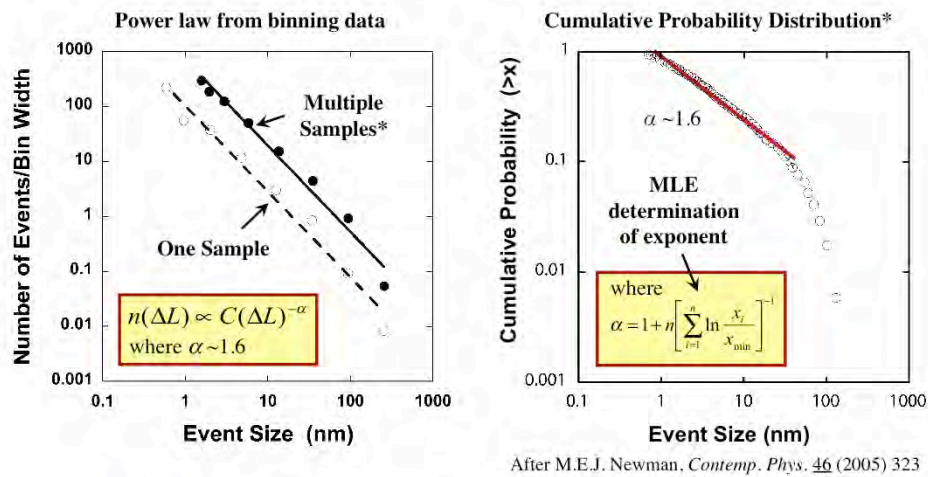 Power law from binning data
Number of Events/Bin Width
1000
100
10
1
0.1
0.01
0.001
Multiple
Samples*
One Sample
n(ΔL) ∝ C(ΔL)^{-α}
where α~1.6
0.1
1
10
100
1000
Event Size (nm)
Cumulative Probability Distribution*
Cumulative Probability (>x)
1
0.1
0.01
0.001
α ~1.6
MLE
determination
of exponent
where
α = 1 + n[∑_{i=1}^{n} ln x_i/x_min]^{-1}
0.1
1
10
100
1000
Event Size (nm)
After M.E.J. Newman, Contemp. Phys. 46 (2005) 323